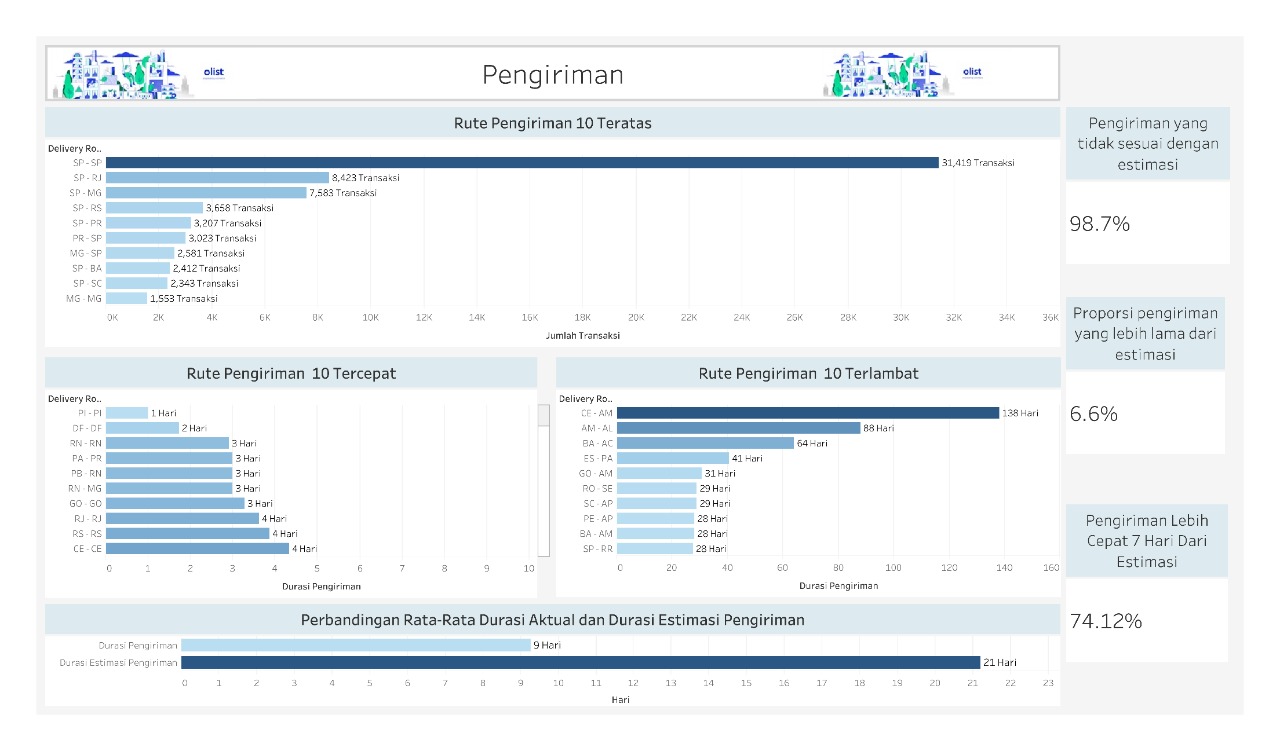 olist
Pengiriman
olist
Rute Pengiriman 10 Teratas
Delivery Ro..
SP - SP
31,419 Transaksi
SP - RJ
8,423 Transaksi
SP - MG
7,583 Transaksi
SP - RS
3,658 Transaksi
SP - PR
3,207 Transaksi
PR - SP
3,023 Transaksi
MG - SP
2,581 Transaksi
SP - BA
2,412 Transaksi
SP - SC
2,343 Transaksi
MG - MG
1,553 Transaksi
0K 2K 4K 6K 8K 10K 12K 14K 16K 18K 20K 22K 24K 26K 28K 30K 32K 34K 36K
Jumlah Transaksi
Pengiriman yang
tidak sesuai dengan
estimasi
98.7%
Proporsi pengiriman
yang lebih lama dari
estimasi
6.6%
Pengiriman Lebih
Cepat 7 Hari Dari
Estimasi
74.12%
Rute Pengiriman 10 Tercepat
Delivery Ro..
PI - PI
1 Hari
DF - DF
2 Hari
RN - RN
3 Hari
PA - PR
3 Hari
PB - RN
3 Hari
RN - MG
3 Hari
GO - GO
3 Hari
RJ - RJ
4 Hari
RS - RS
4 Hari
CE - CE
4 Hari
0 1 2 3 4 5 6 7 8 9 10
Durasi Pengiriman
Rute Pengiriman 10 Terlambat
Delivery Ro..
CE - AM
138 Hari
AM - AL
88 Hari
BA - AC
64 Hari
ES - PA
41 Hari
GO - AM
31 Hari
RO - SE
29 Hari
SC - AP
29 Hari
PE - AP
28 Hari
BA - AM
28 Hari
SP - RR
28 Hari
0 20 40 60 80 100 120 140 160
Durasi Pengiriman
Perbandingan Rata-Rata Durasi Aktual dan Durasi Estimasi Pengiriman
Durasi Pengiriman
9 Hari
Durasi Estimasi Pengiriman
21 Hari
0 1 2 3 4 5 6 7 8 9 10 11 12 13 14 15 16 17 18 19 20 21 22 23
Hari